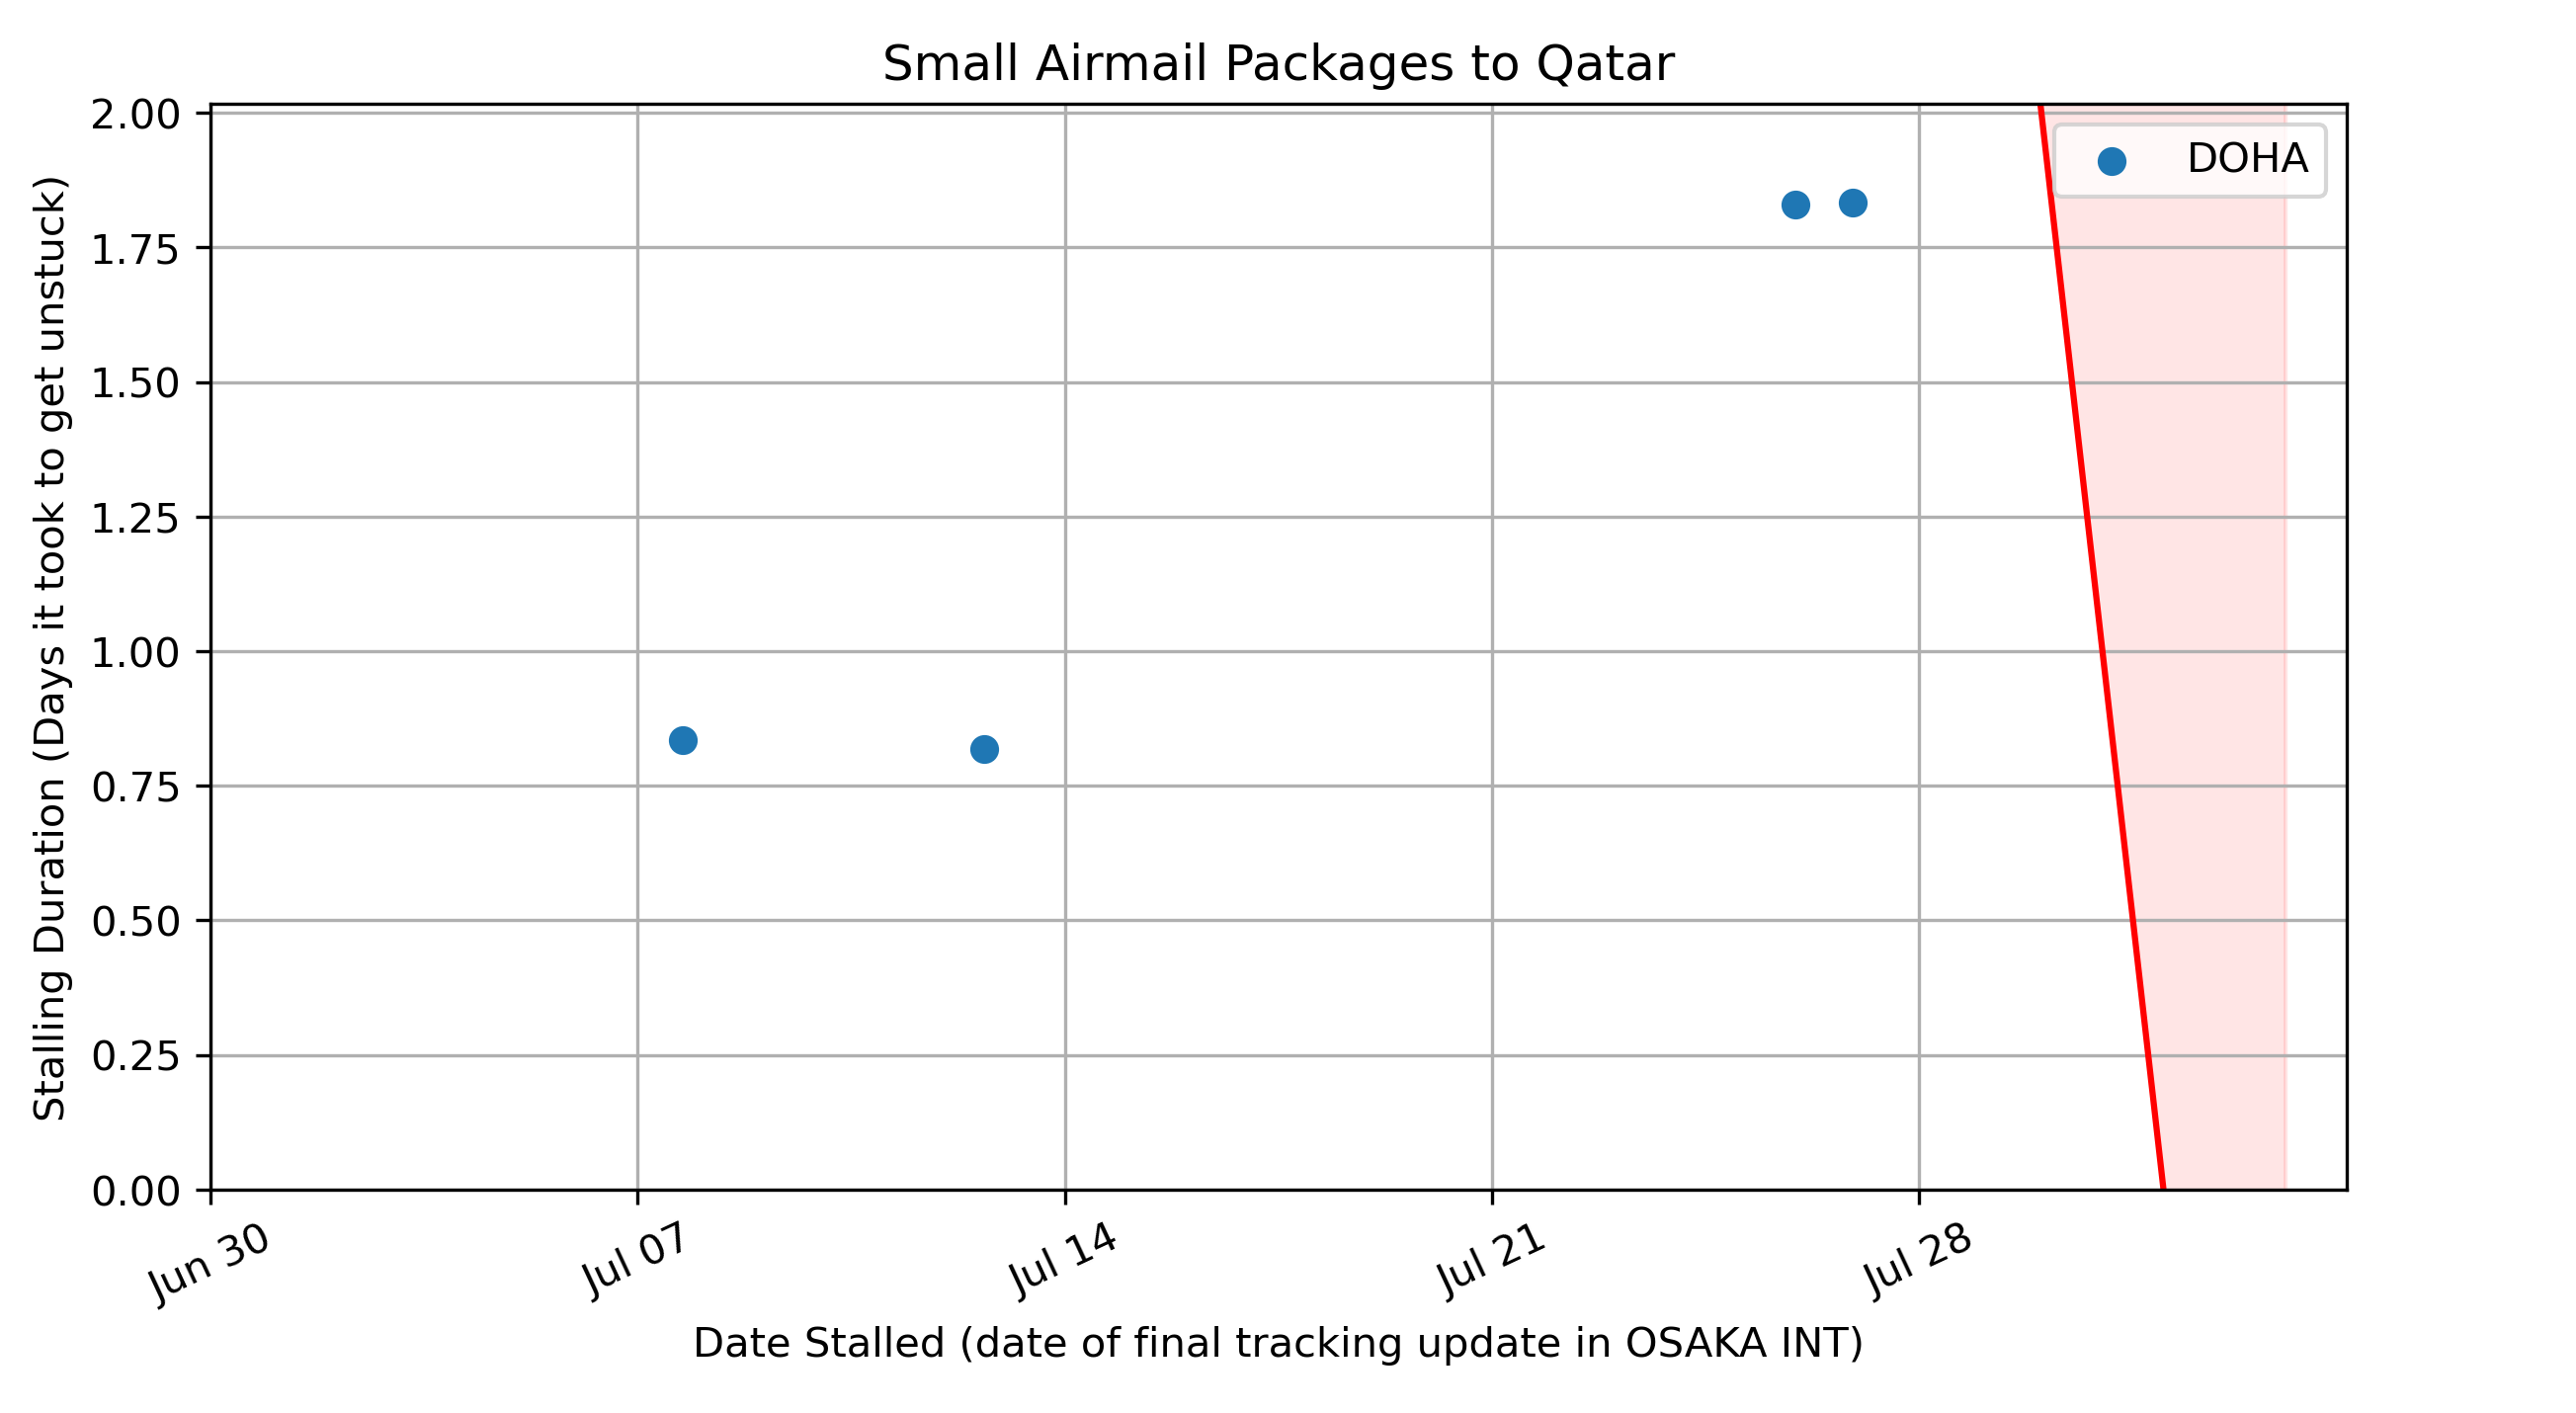 Small Airmail Packages to Qatar
DOHA
Stalling Duration (Days it took to get unstuck)
2.00
1.75
1.50
1.25
1.00
0.75
0.50
0.25
0.00
Jun 30
Jul 07
Jul 14
Jul 21
Jul 28
Date Stalled (date of final tracking update in OSAKA INT)